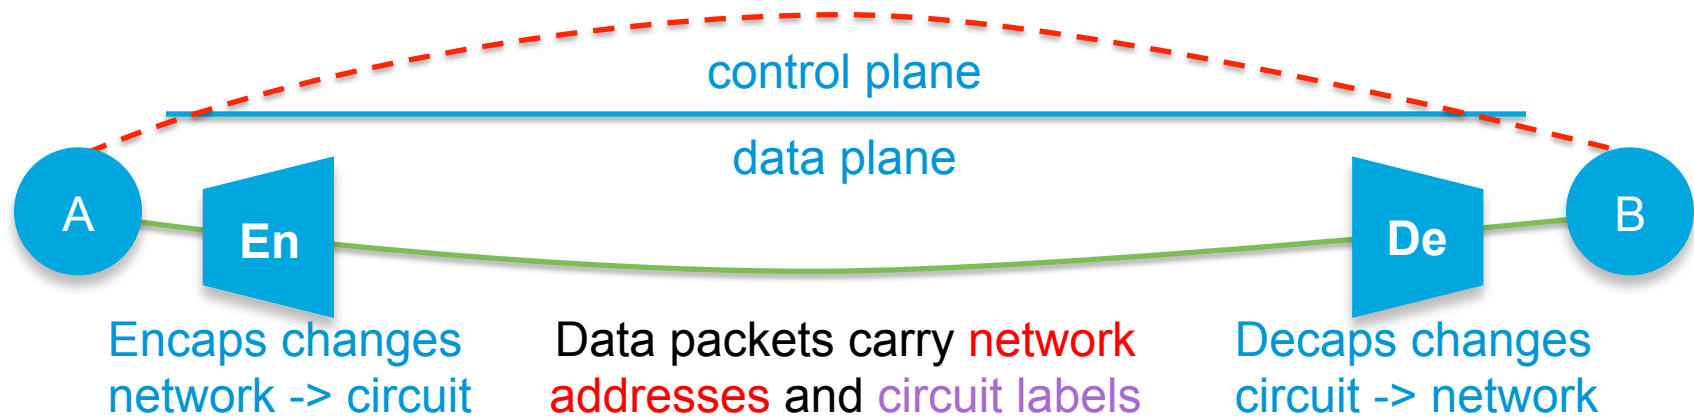 control plane
data plane
A
En
De
B
Encaps changes
network -> circuit
Data packets carry network
addresses and circuit labels
Decaps changes
circuit -> network